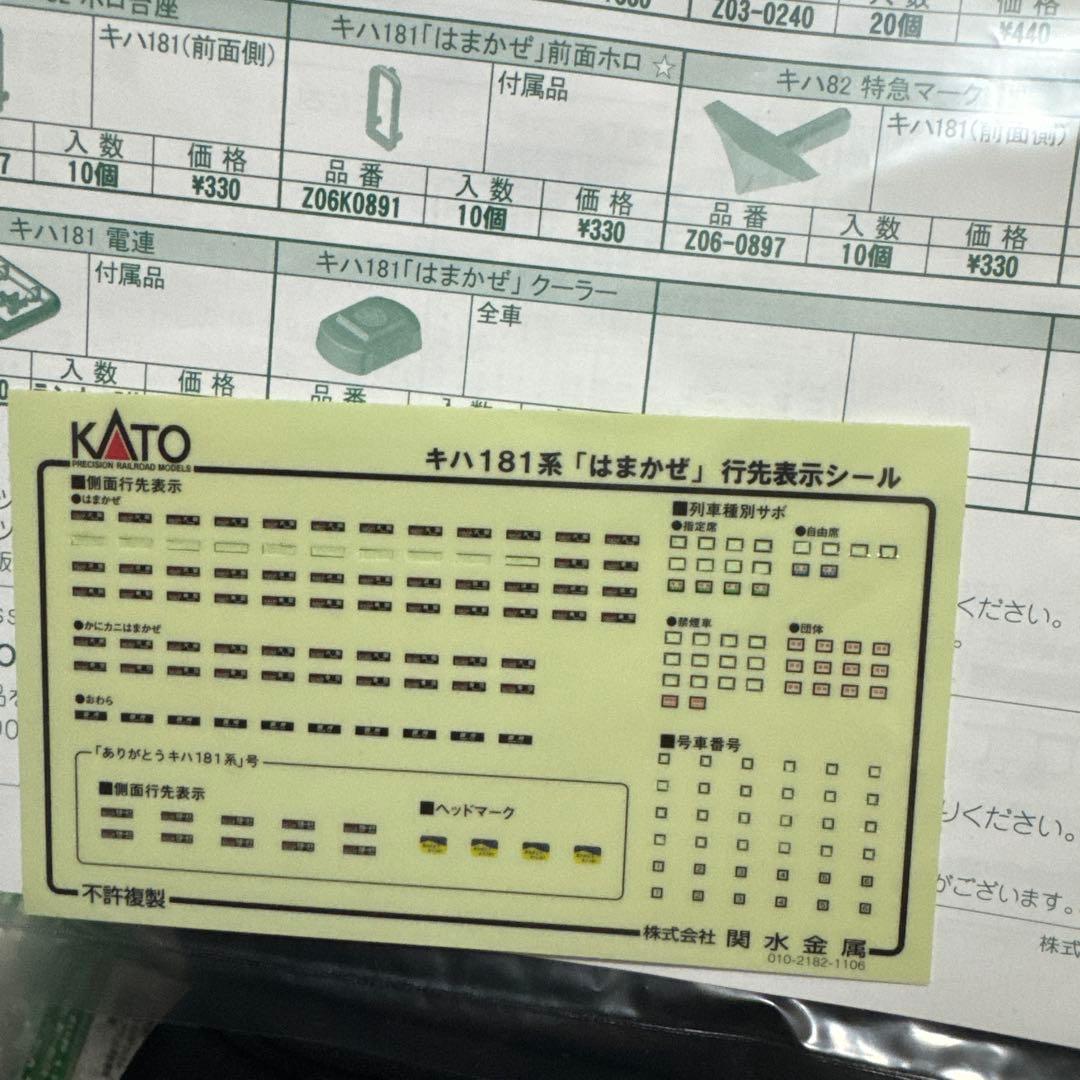 Z03-0240
20個
¥440
キハ181(前面側)
入数
価格
10個
¥330
キハ181「はまかぜ」前面ホロ ☆
付属品
品番
入数
価格
Z06K0891
10個
¥330
キハ82 特急マーク
キハ181(前面側)
品番
入数
価格
Z06-0897
10個
¥330
キハ181 電連
付属品
入数
価格
キハ181「はまかぜ」クーラー
全車
品番
入数
KATO
PRECISION RAILROAD MODELS
キハ181系「はまかぜ」行先表示シール
■側面行先表示
●はまかぜ
●かにカニはまかぜ
●おわら
「ありがとうキハ181系」号
■側面行先表示
■ヘッドマーク
■列車種別サボ
●指定席
●自由席
●禁煙車
●団体
■号車番号
不許複製
株式会社 関水金属
010-2182-1106
ください。
りください。
がございます。